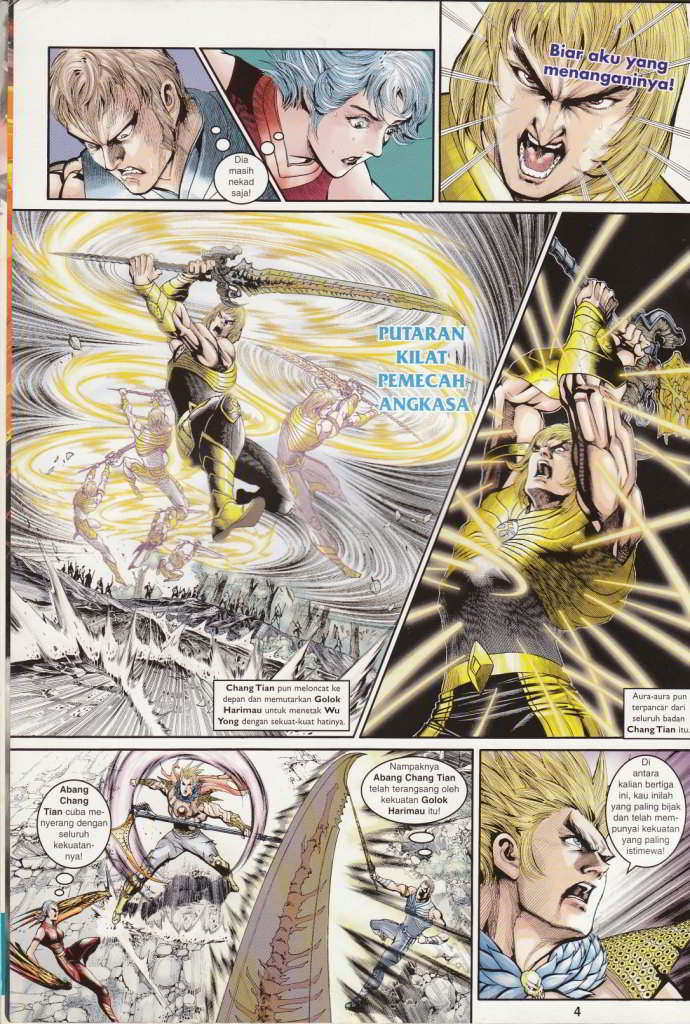 Dia
masih
nekad
saja!
Biar aku yang
menanganinya!
PUTARAN
KILAT
PEMECAH
ANGKASA
Chang Tian pun meloncat ke
depan dan memutarkan Golok
Harimau untuk menetak Wu
Yong dengan sekuat-kuat hatinya.
Aura-aura pun
terpancar dari
seluruh badan
Chang Tian itu.
Abang
Chang
Tian cuba me-
nyerang dengan
seluruh
kekuatan-
nya!
Nampaknya
Abang Chang Tian
telah terangsang oleh
kekuatan Golok
Harimau itu!
Di
antara
kalian bertiga
ini, kau inilah
yang paling bijak
dan telah mem-
punyai kekuatan
yang paling
istimewa!
4